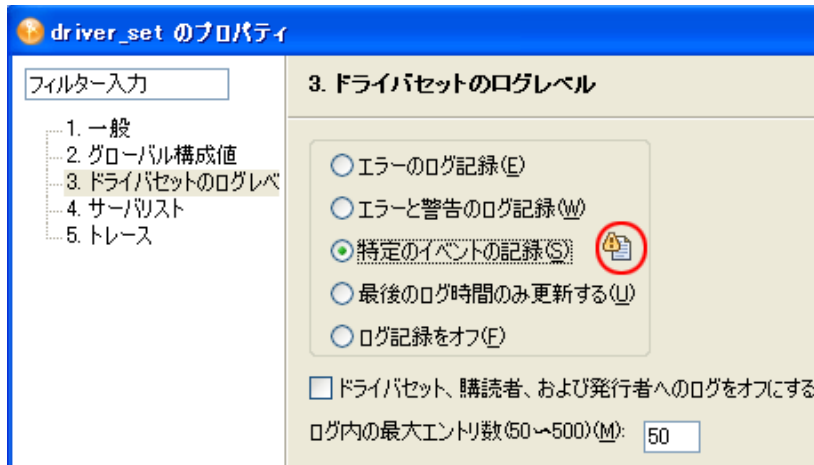 driver_set のプロパティ
フィルター入力
1. 一般
2. グローバル構成値
3. ドライバセットのログレベ
4. サーバリスト
5. トレース
3. ドライバセットのログレベル
エラーのログ記録(E)
エラーと警告のログ記録(W)
特定のイベントの記録(S)
最後のログ時間のみ更新する(U)
ログ記録をオフ(F)
ドライバセット、購読者、および発行者へのログをオフにする
ログ内の最大エントリ数(50~500)(M): 50